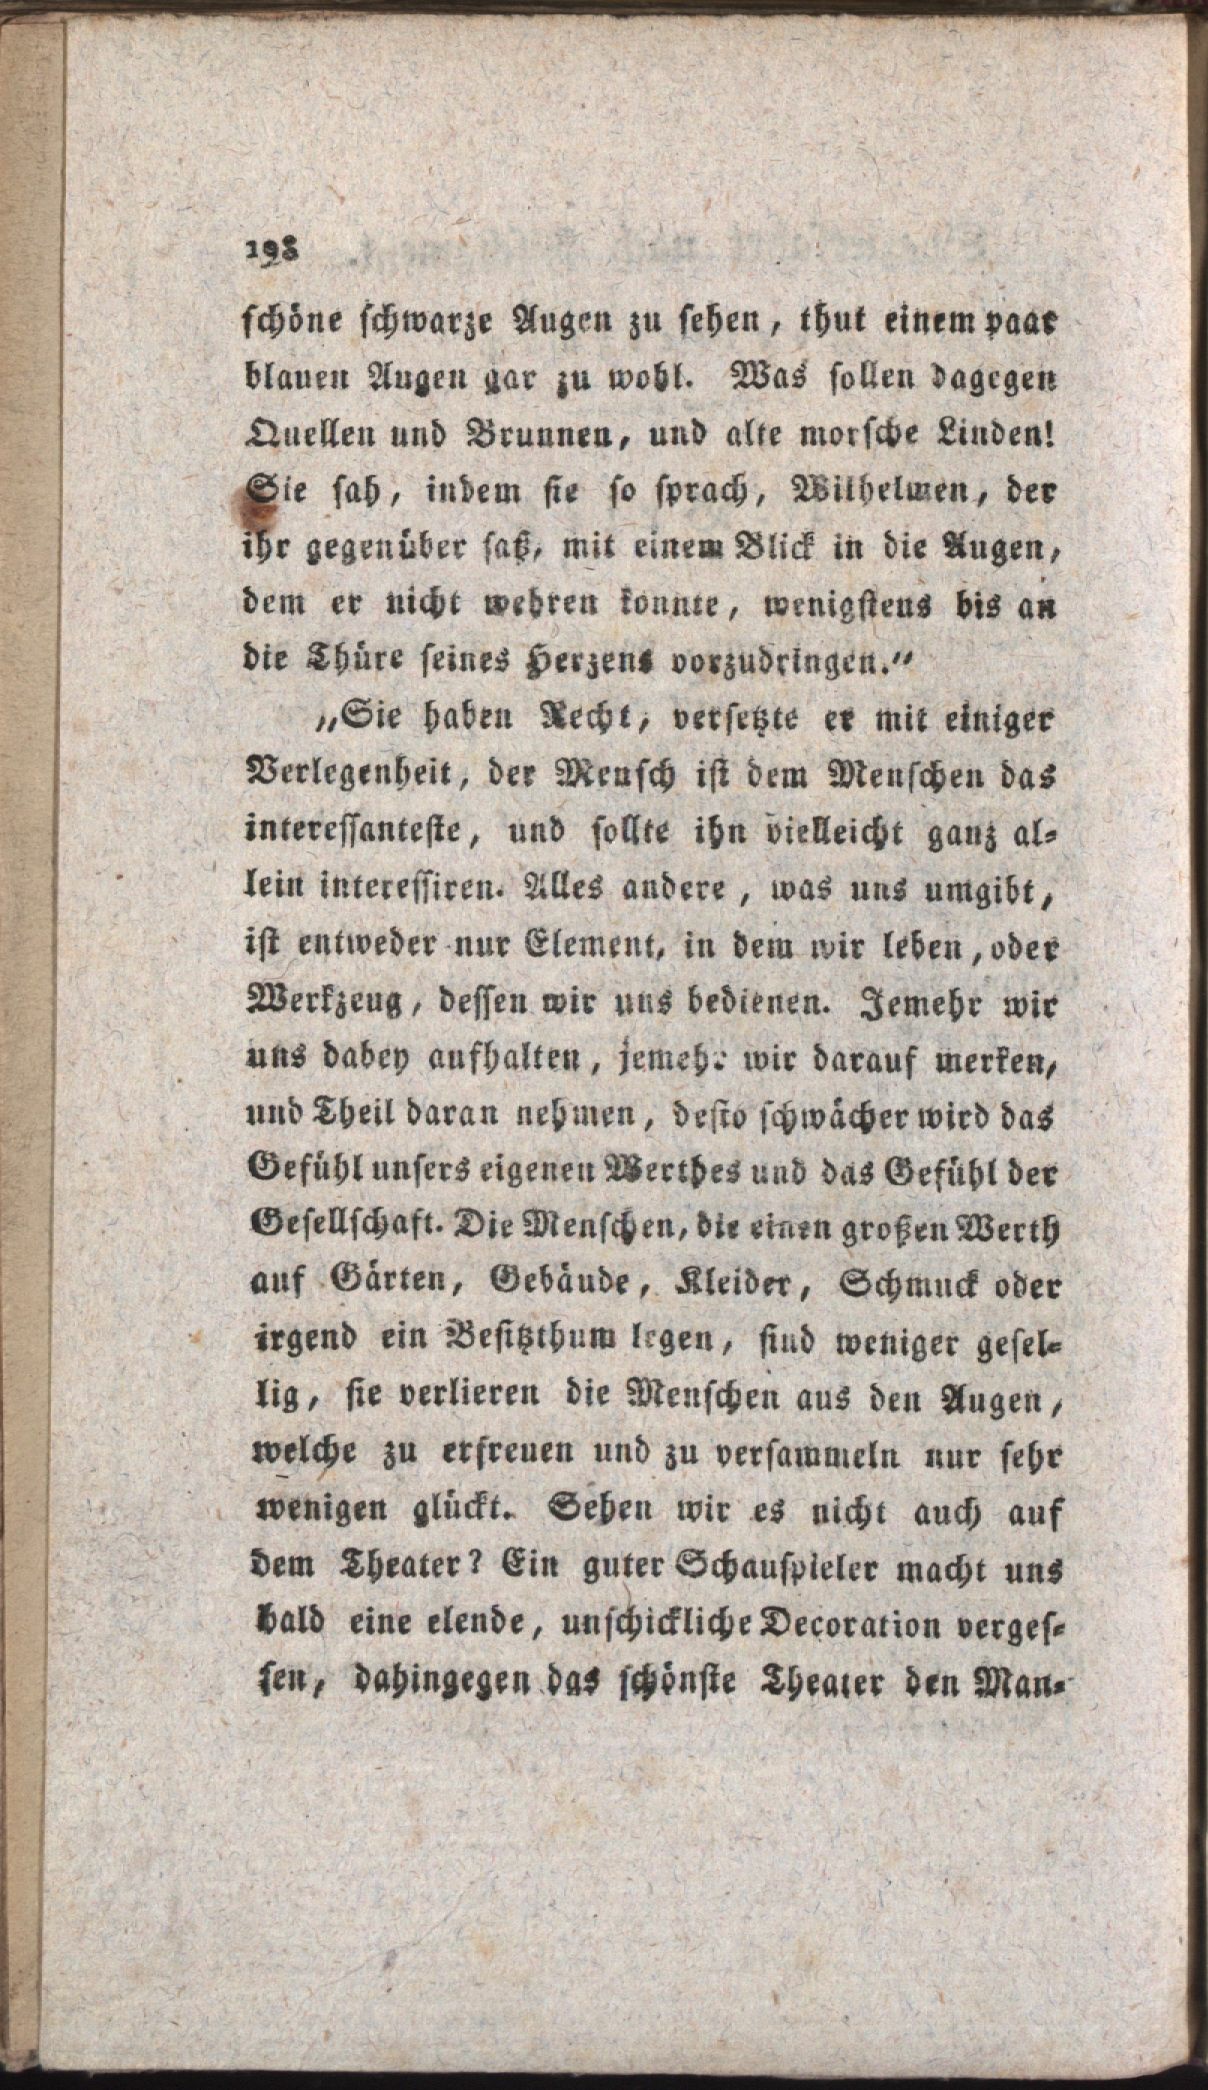 198
schöne schwarze Augen zu sehen, thut einem paar
blauen Augen gar zu wohl. Was sollen dagegen
Quellen und Brunnen, und alte morsche Linden!
Sie sah, indem sie so sprach, Wilhelmen, der
ihr gegenüber saß, mit einem Blick in die Augen,
dem er nicht wehren konnte, wenigstens bis an
die Thüre seines Herzens vorzudringen.“
„Sie haben Recht, versetzte er mit einiger
Verlegenheit, der Mensch ist dem Menschen das
interessanteste, und sollte ihn vielleicht ganz al-
lein interessiren. Alles andere, was uns umgibt,
ist entweder nur Element, in dem wir leben, oder
Werkzeug, dessen wir uns bedienen. Jemehr wir
uns dabey aufhalten, jemehr wir darauf merken,
und Theil daran nehmen, desto schwächer wird das
Gefühl unsers eigenen Werthes und das Gefühl der
Gesellschaft. Die Menschen, die einen großen Werth
auf Gärten, Gebäude, Kleider, Schmuck oder
irgend ein Besitzthum legen, sind weniger gesel-
lig, sie verlieren die Menschen aus den Augen,
welche zu erfreuen und zu versammeln nur sehr
wenigen glückt. Sehen wir es nicht auch auf
dem Theater? Ein guter Schauspieler macht uns
bald eine elende, unschickliche Decoration verges-
sen, dahingegen das schönste Theater den Man-